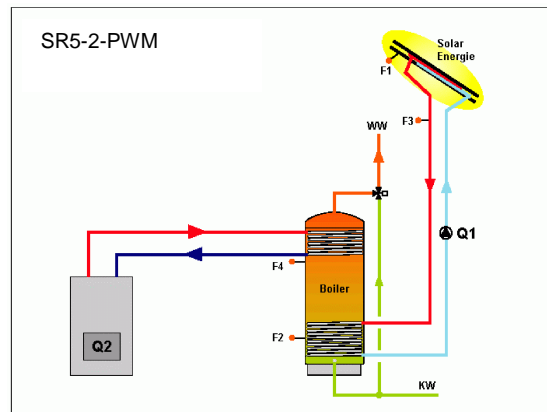 SR5-2-PWM
Solar
Energie
F1
F3
WW
Q1
F4
Boiler
F2
Q2
KW